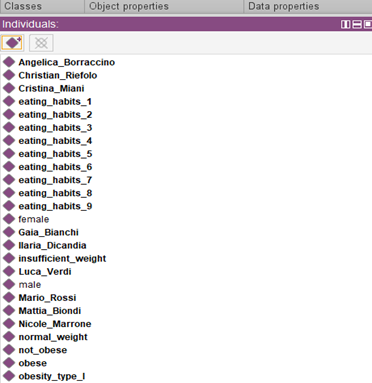 Classes Object properties Data properties
Individuals:
Angelica_Borraccino
Christian_Riefolo
Cristina_Miani
eating_habits_1
eating_habits_2
eating_habits_3
eating_habits_4
eating_habits_5
eating_habits_6
eating_habits_7
eating_habits_8
eating_habits_9
female
Gaia_Bianchi
Ilaria_Dicandia
insufficient_weight
Luca_Verdi
male
Mario_Rossi
Mattia_Biondi
Nicole_Marrone
normal_weight
not_obese
obese
obesity_type_I